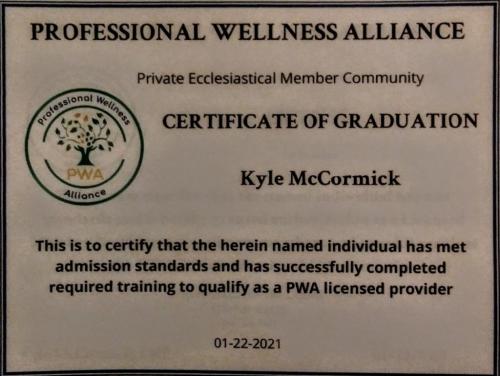 PROFESSIONAL WELLNESS ALLIANCE
Private Ecclesiastical Member Community
Professional Wellness
PWA
Alliance
CERTIFICATE OF GRADUATION
Kyle McCormick
This is to certify that the herein named individual has met
admission standards and has successfully completed
required training to qualify as a PWA licensed provider
01-22-2021